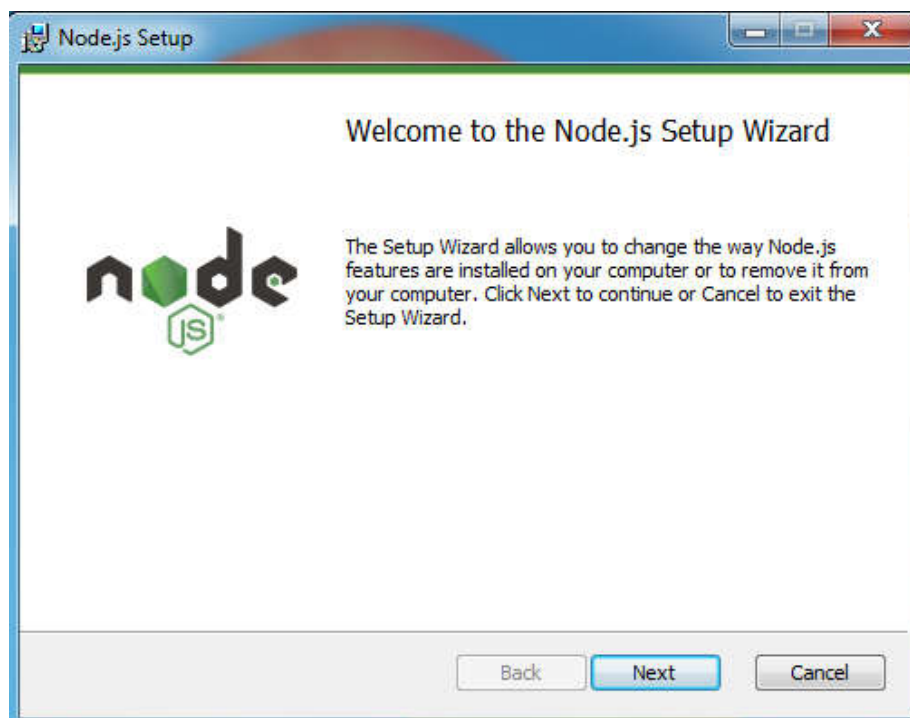 Node.js Setup
Welcome to the Node.js Setup Wizard
The Setup Wizard allows you to change the way Node.js
features are installed on your computer or to remove it from
your computer. Click Next to continue or Cancel to exit the
Setup Wizard.
node
JS®
Back Next Cancel